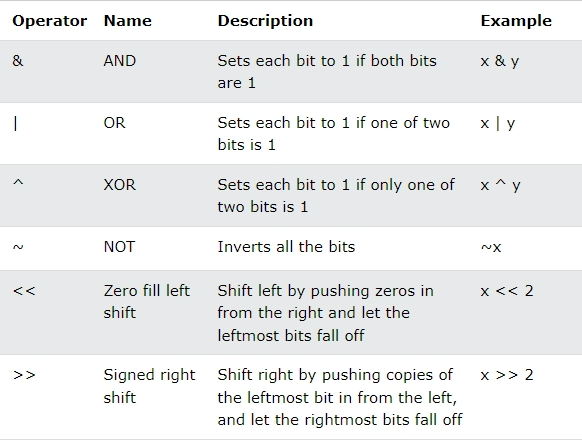 Operator Name Description Example
& AND Sets each bit to 1 if both bits x & y
are 1
| OR Sets each bit to 1 if one of two x | y
bits is 1
^ XOR Sets each bit to 1 if only one of x ^ y
two bits is 1
~ NOT Inverts all the bits ~x
<< Zero fill left Shift left by pushing zeros in x << 2
shift from the right and let the
leftmost bits fall off
>> Signed right Shift right by pushing copies of x >> 2
shift the leftmost bit in from the left,
and let the rightmost bits fall off